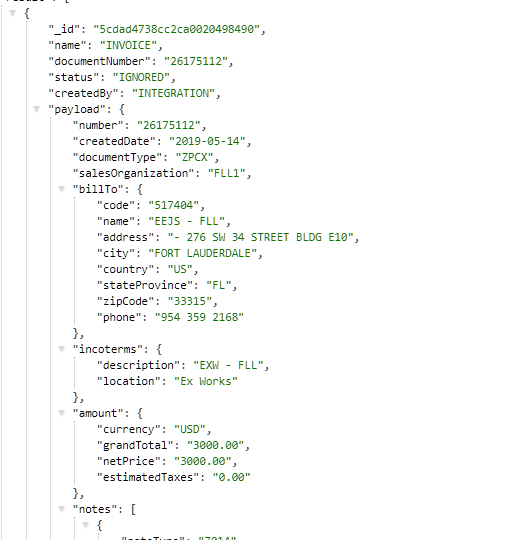 {
"_id": "5cdad4738cc2ca0020498490",
"name": "INVOICE",
"documentNumber": "26175112",
"status": "IGNORED",
"createdBy": "INTEGRATION",
"payload": {
"number": "26175112",
"createdDate": "2019-05-14",
"documentType": "ZPCX",
"salesOrganization": "FLL1",
"billTo": {
"code": "517404",
"name": "EEJS - FLL",
"address": "- 276 SW 34 STREET BLDG E10",
"city": "FORT LAUDERDALE",
"country": "US",
"stateProvince": "FL",
"zipCode": "33315",
"phone": "954 359 2168"
},
"incoterms": {
"description": "EXW - FLL",
"location": "Ex Works"
},
"amount": {
"currency": "USD",
"grandTotal": "3000.00",
"netPrice": "3000.00",
"estimatedTaxes": "0.00"
},
"notes": [
{